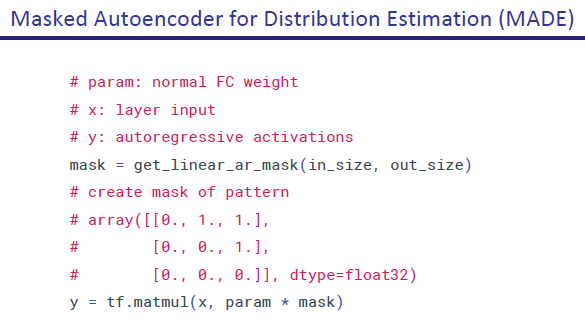 Masked Autoencoder for Distribution Estimation (MADE)
# param: normal FC weight
# x: layer input
# y: autoregressive activations
mask = get_linear_ar_mask(in_size, out_size)
# create mask of pattern
# array([[0., 1., 1.],
#        [0., 0., 1.],
#        [0., 0., 0.]], dtype=float32)
y = tf.matmul(x, param * mask)